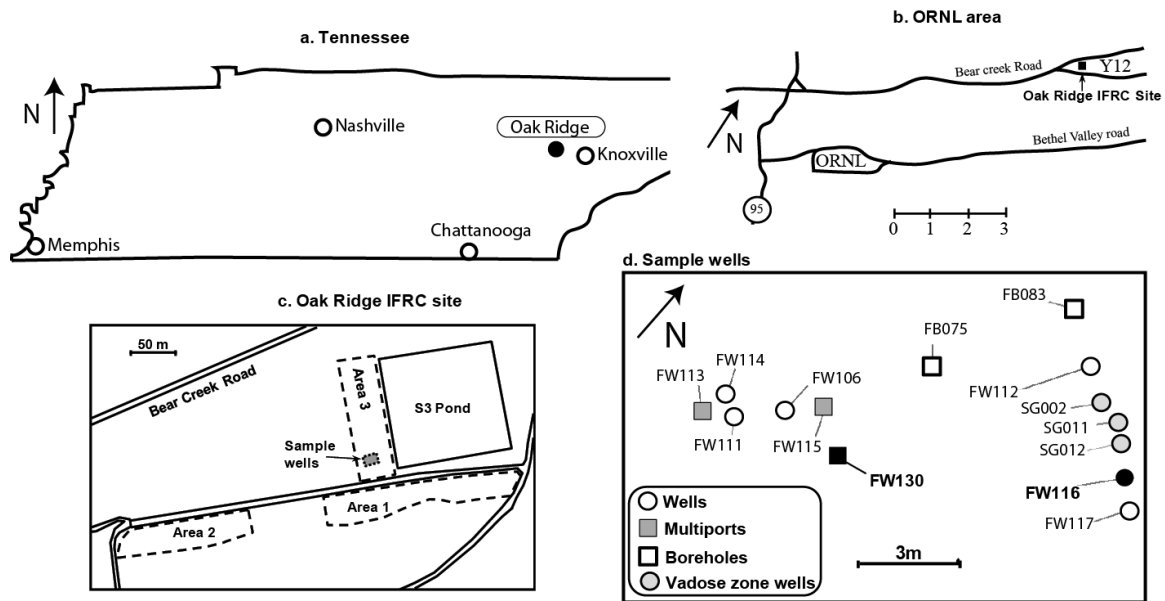 a. Tennessee
N
Nashville
Oak Ridge
Knoxville
Memphis
Chattanooga
b. ORNL area
Bear creek Road
Y12
Oak Ridge IFRC Site
N
Bethel Valley road
ORNL
95
0 1 2 3
c. Oak Ridge IFRC site
50 m
Bear Creek Road
Area 3
S3 Pond
Sample
wells
Area 1
Area 2
d. Sample wells
N
FB083
FB075
FW114
FW113
FW106
FW112
SG002
SG011
SG012
FW111
FW115
FW130
FW116
FW117
Wells
Multiports
Boreholes
Vadose zone wells
3m